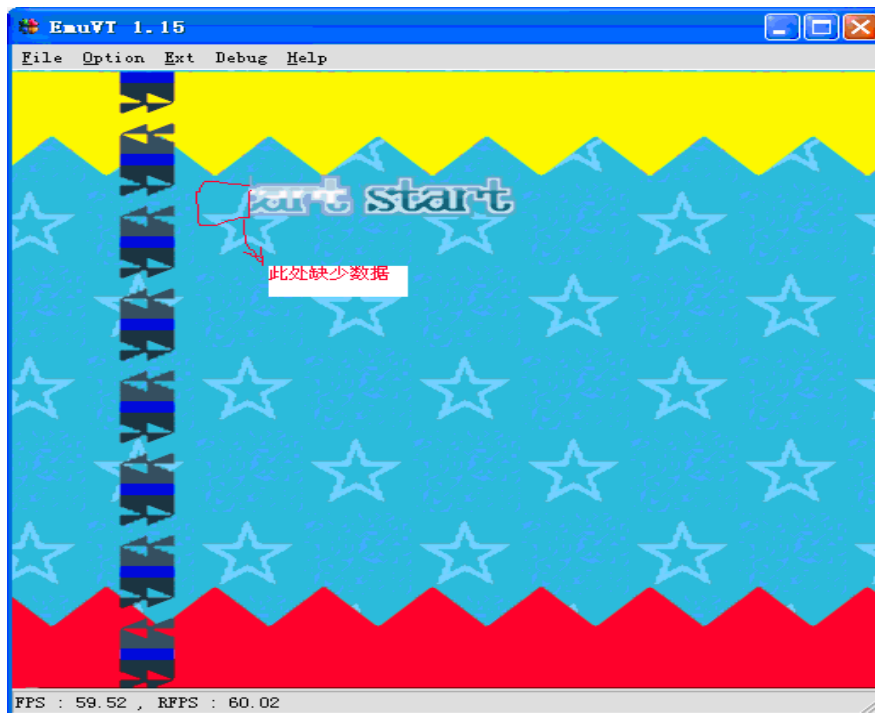 EmuVT 1.15
File Option Ext Debug Help
art start
此处缺少数据
FPS : 59.52 , RFPS : 60.02